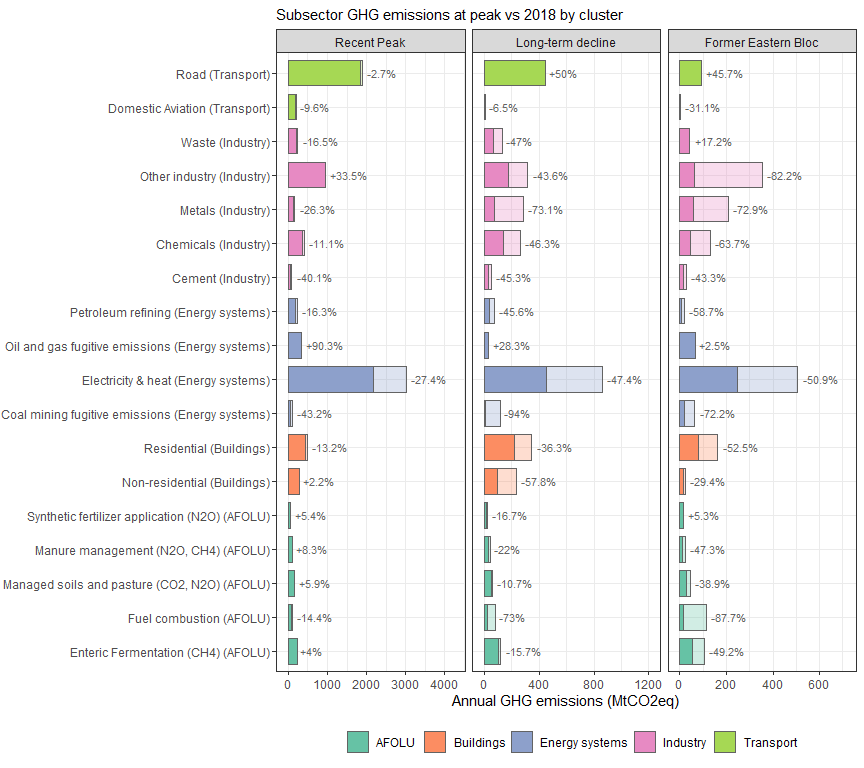 Subsector GHG emissions at peak vs 2018 by cluster
Recent Peak Long-term decline Former Eastern Bloc
Road (Transport) -2.7% +50% +45.7%
Domestic Aviation (Transport) -9.6% -6.5% -31.1%
Waste (Industry) -16.5% -47% +17.2%
Other industry (Industry) +33.5% -43.6% -82.2%
Metals (Industry) -26.3% -73.1% -72.9%
Chemicals (Industry) -11.1% -46.3% -63.7%
Cement (Industry) -40.1% -45.3% -43.3%
Petroleum refining (Energy systems) -16.3% -45.6% -58.7%
Oil and gas fugitive emissions (Energy systems) +90.3% +28.3% +2.5%
Electricity & heat (Energy systems) -27.4% -47.4% -50.9%
Coal mining fugitive emissions (Energy systems) -43.2% -94% -72.2%
Residential (Buildings) -13.2% -36.3% -52.5%
Non-residential (Buildings) +2.2% -57.8% -29.4%
Synthetic fertilizer application (N2O) (AFOLU) +5.4% -16.7% +5.3%
Manure management (N2O, CH4) (AFOLU) +8.3% -22% -47.3%
Managed soils and pasture (CO2, N2O) (AFOLU) +5.9% -10.7% -38.9%
Fuel combustion (AFOLU) -14.4% -73% -87.7%
Enteric Fermentation (CH4) (AFOLU) +4% -15.7% -49.2%
0 1000 2000 3000 4000 0 400 800 1200 0 200 400 600
Annual GHG emissions (MtCO2eq)
AFOLU Buildings Energy systems Industry Transport